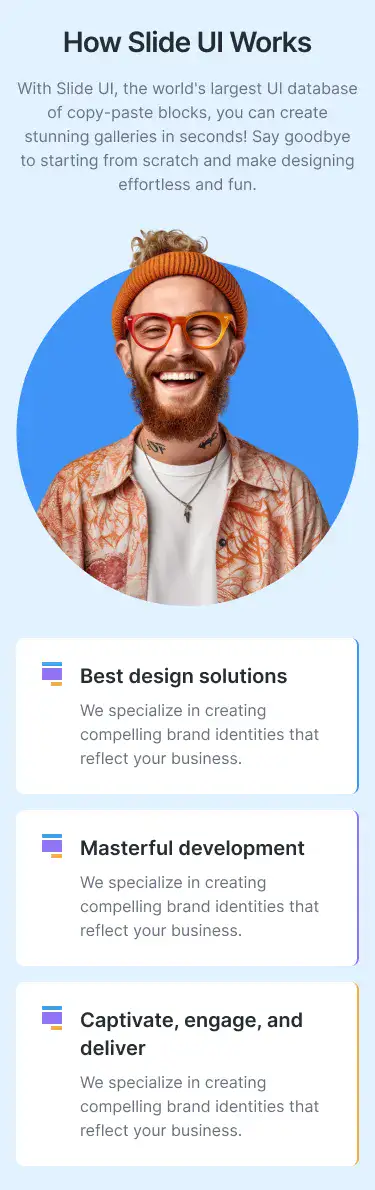 How Slide UI Works
With Slide UI, the world's largest UI database
of copy-paste blocks, you can create
stunning galleries in seconds! Say goodbye
to starting from scratch and make designing
effortless and fun.
Best design solutions
We specialize in creating
compelling brand identities that
reflect your business.
Masterful development
We specialize in creating
compelling brand identities that
reflect your business.
Captivate, engage, and
deliver
We specialize in creating
compelling brand identities that
reflect your business.